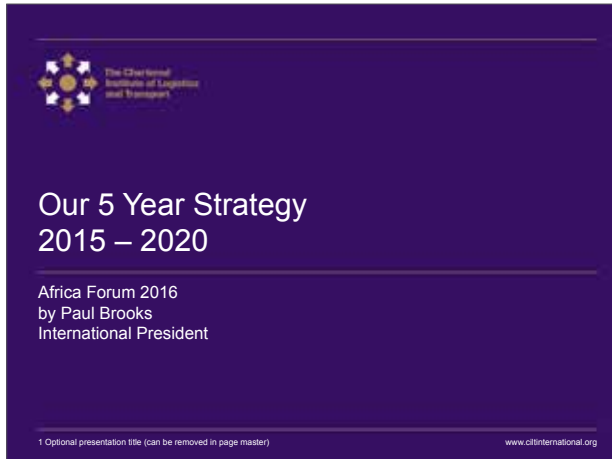 The Chartered
Institute of Logistics
and Transport
Our 5 Year Strategy
2015 – 2020
Africa Forum 2016
by Paul Brooks
International President
1 Optional presentation title (can be removed in page master)
www.ciltinternational.org